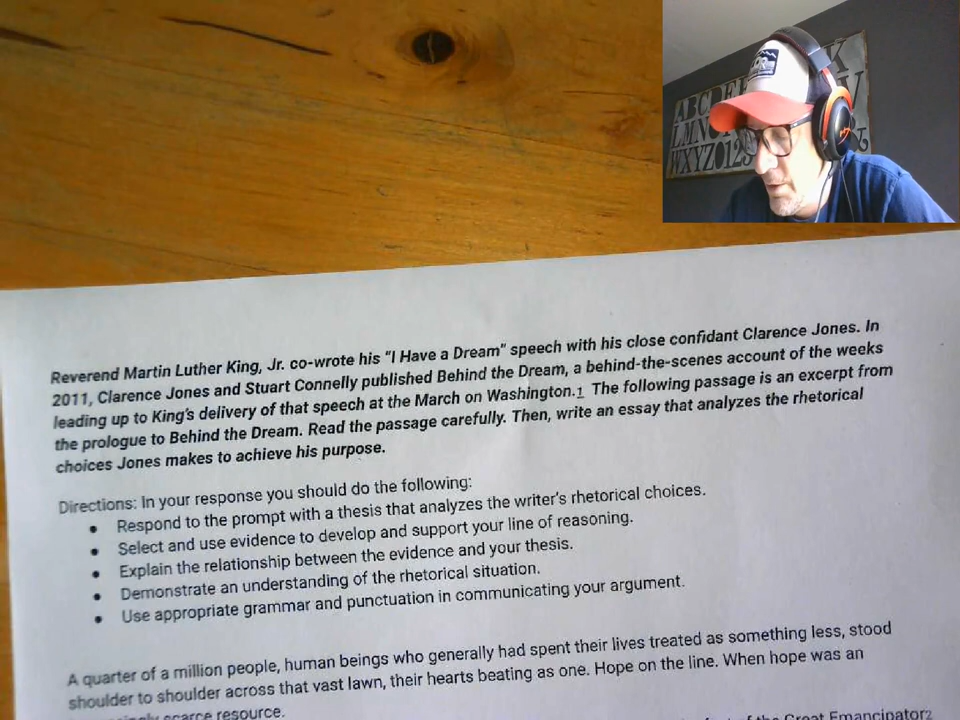 ABCDEF K
LMNO V
WXYZ0123 &
Reverend Martin Luther King, Jr. co-wrote his "I Have a Dream" speech with his close confidant Clarence Jones. In
2011, Clarence Jones and Stuart Connelly published Behind the Dream, a behind-the-scenes account of the weeks
leading up to King's delivery of that speech at the March on Washington.1 The following passage is an excerpt from
the prologue to Behind the Dream. Read the passage carefully. Then, write an essay that analyzes the rhetorical
choices Jones makes to achieve his purpose.
Directions: In your response you should do the following:
• Respond to the prompt with a thesis that analyzes the writer's rhetorical choices.
• Select and use evidence to develop and support your line of reasoning.
• Explain the relationship between the evidence and your thesis.
• Demonstrate an understanding of the rhetorical situation.
• Use appropriate grammar and punctuation in communicating your argument.
A quarter of a million people, human beings who generally had spent their lives treated as something less, stood
shoulder to shoulder across that vast lawn, their hearts beating as one. Hope on the line. When hope was an
scarce resource.
of the Great Emancipator2